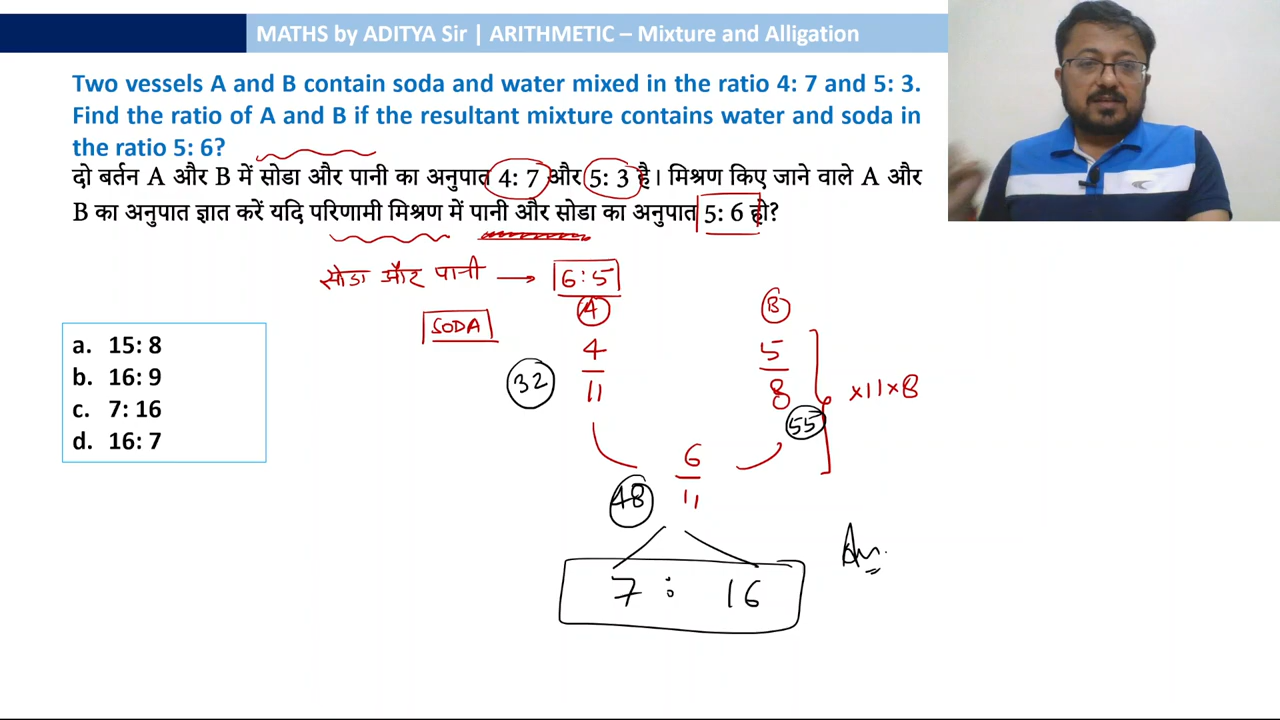 MATHS by ADITYA Sir | ARITHMETIC – Mixture and Alligation
Two vessels A and B contain soda and water mixed in the ratio 4: 7 and 5: 3.
Find the ratio of A and B if the resultant mixture contains water and soda in
the ratio 5: 6?
दो बर्तन A और B में सोडा और पानी का अनुपात 4: 7 और 5: 3 है। मिश्रण किए जाने वाले A और
B का अनुपात ज्ञात करें यदि परिणामी मिश्रण में पानी और सोडा का अनुपात 5: 6 हो?
सोडा और पानी → 6:5
A
B
SODA
a. 15: 8
b. 16: 9
c. 7: 16
d. 16: 7
32
4
11
5
8
×11×8
55
6
11
48
7 : 16
Ans.